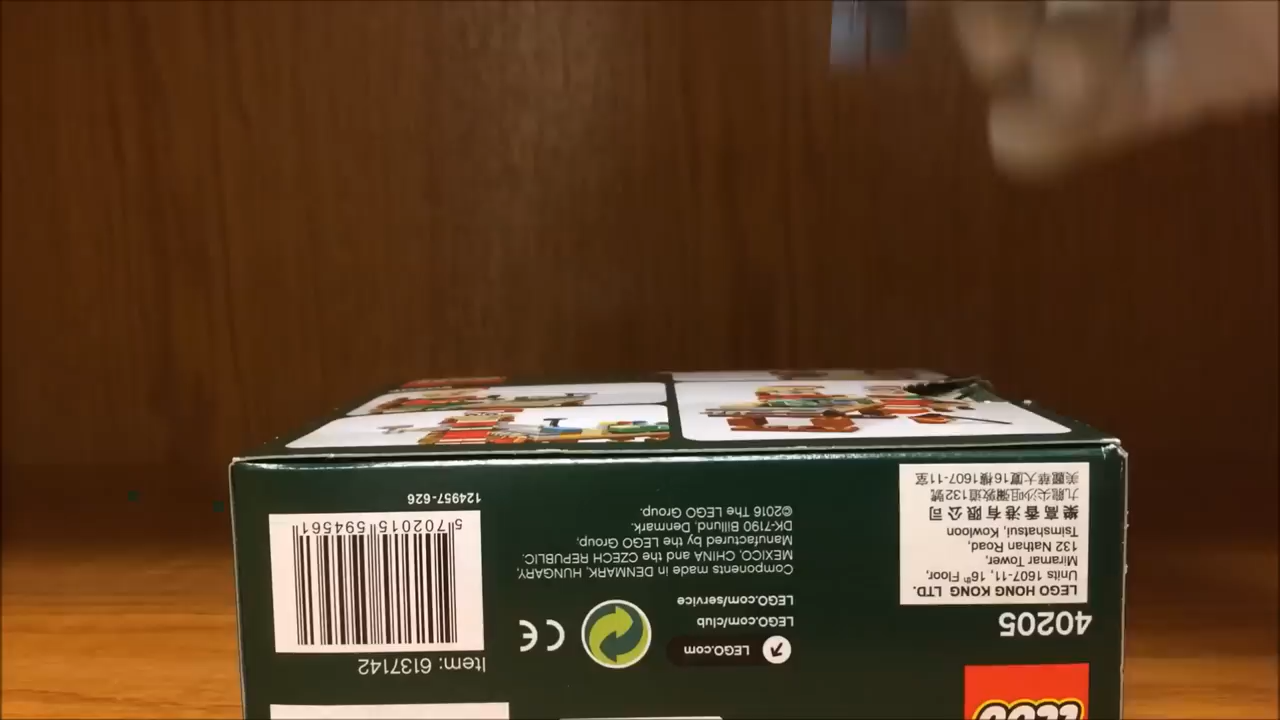 LEGO
40205
LEGO HONG KONG LTD.
Units 1607-11, 16th Floor,
Miramar Tower,
132 Nathan Road,
Tsimshatsui, Kowloon
樂高香港有限公司
九龍尖沙咀彌敦道132號
美麗華大廈16樓1607-11室
LEGO.com
LEGO.com/club
LEGO.com/service
CE
Components made in DENMARK, HUNGARY,
MEXICO, CHINA and the CZECH REPUBLIC.
Manufactured by the LEGO Group,
DK-7190 Billund, Denmark.
©2016 The LEGO Group.
Item: 6137142
5 702015 594561
124957-626